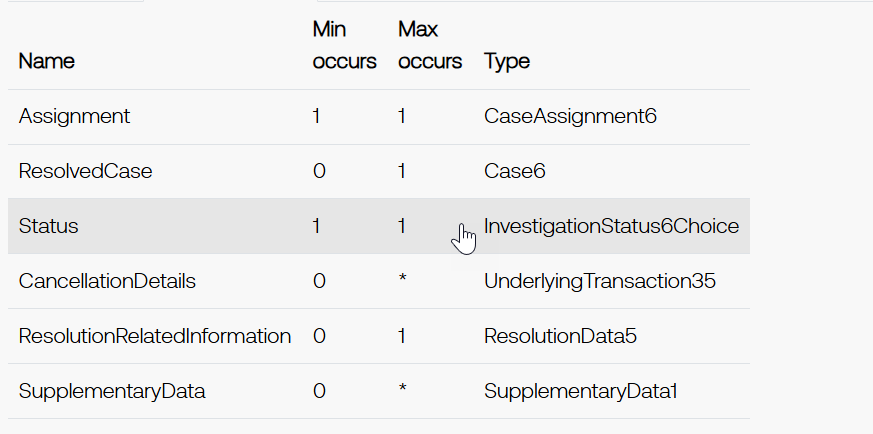 Name Min occurs Max occurs Type
Assignment 1 1 CaseAssignment6
ResolvedCase 0 1 Case6
Status 1 1 InvestigationStatus6Choice
CancellationDetails 0 * UnderlyingTransaction35
ResolutionRelatedInformation 0 1 ResolutionData5
SupplementaryData 0 * SupplementaryData1